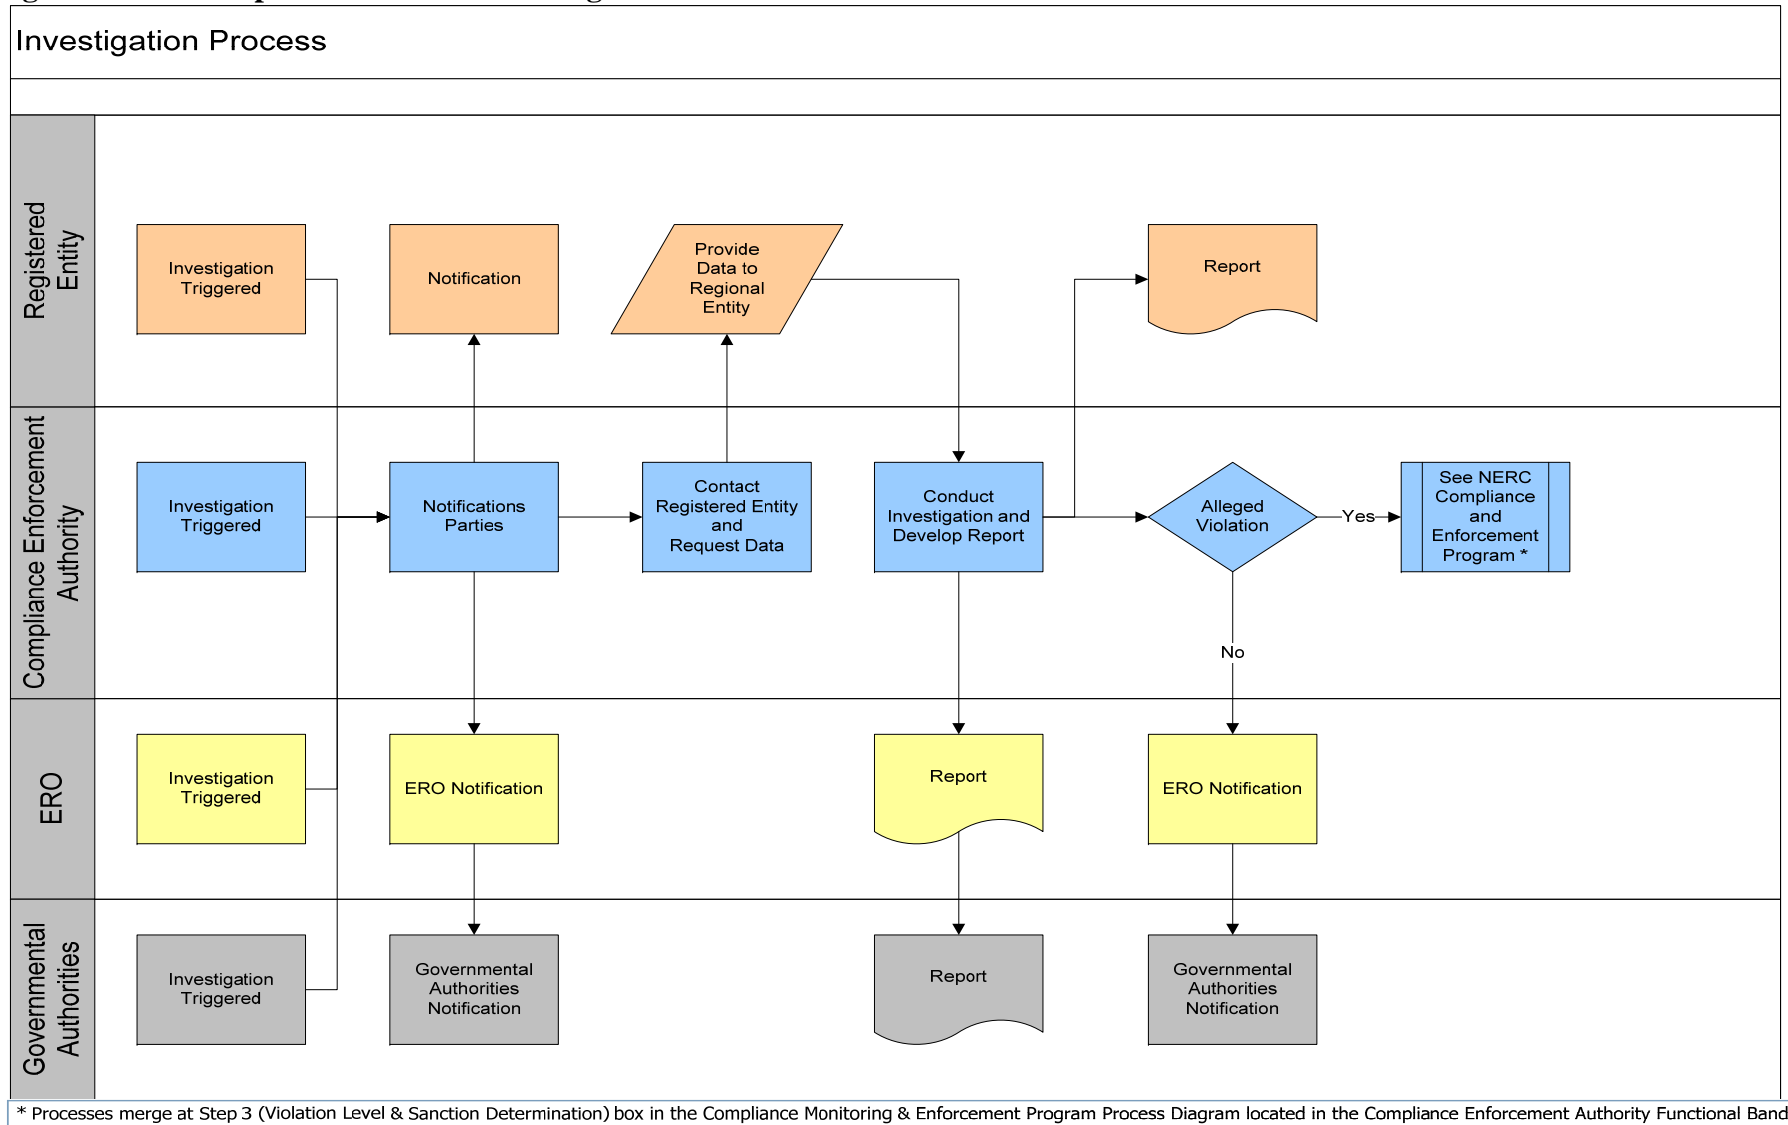 Investigation Process
Registered
Entity
Investigation
Triggered
Notification
Provide
Data to
Regional
Entity
Report
Compliance Enforcement
Authority
Investigation
Triggered
Notifications
Parties
Contact
Registered Entity
and
Request Data
Conduct
Investigation and
Develop Report
Alleged
Violation
Yes
See NERC
Compliance
and
Enforcement
Program *
No
ERO
Investigation
Triggered
ERO Notification
Report
ERO Notification
Governmental
Authorities
Investigation
Triggered
Governmental
Authorities
Notification
Report
Governmental
Authorities
Notification
* Processes merge at Step 3 (Violation Level & Sanction Determination) box in the Compliance Monitoring & Enforcement Program Process Diagram located in the Compliance Enforcement Authority Functional Band